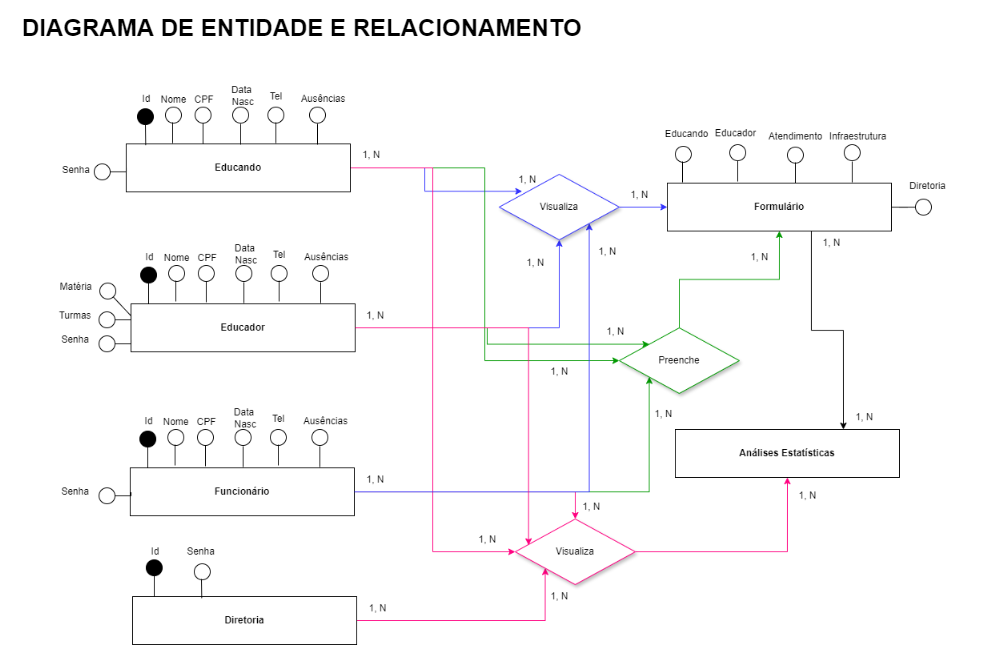 DIAGRAMA DE ENTIDADE E RELACIONAMENTO
Id
Nome
CPF
Data
Nasc
Tel
Ausências
Senha
Educando
1, N
Educando
Educador
Atendimento
Infraestrutura
Diretoria
Formulário
1, N
Visualiza
1, N
1, N
1, N
1, N
1, N
Id
Nome
CPF
Data
Nasc
Tel
Ausências
Matéria
Turmas
Senha
Educador
1, N
1, N
1, N
Preenche
1, N
Id
Nome
CPF
Data
Nasc
Tel
Ausências
Senha
Funcionário
1, N
1, N
Análises Estatísticas
1, N
1, N
1, N
Visualiza
1, N
Id
Senha
Diretoria
1, N